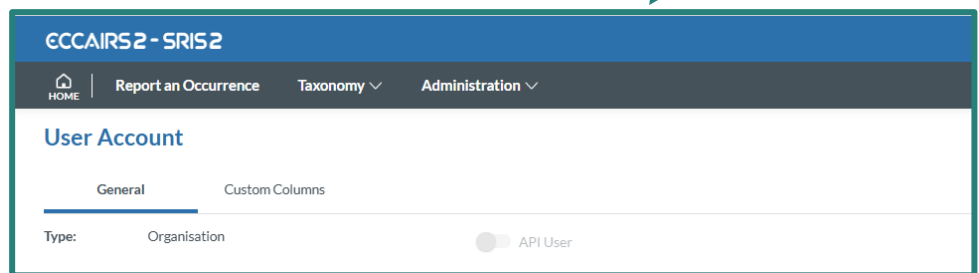 ECCAIRS2 - SRIS2
HOME Report an Occurrence Taxonomy Administration
User Account
General Custom Columns
Type: Organisation API User